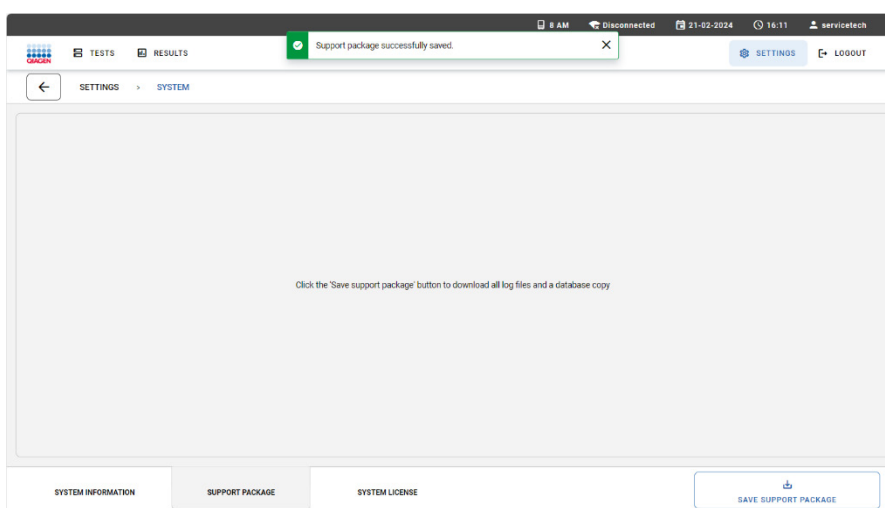 8 AM Disconnected 21-02-2024 16:11 servicetech
Support package successfully saved.
QIAGEN TESTS RESULTS SETTINGS LOGOUT
SETTINGS > SYSTEM
Click the 'Save support package' button to download all log files and a database copy
SYSTEM INFORMATION SUPPORT PACKAGE SYSTEM LICENSE
SAVE SUPPORT PACKAGE